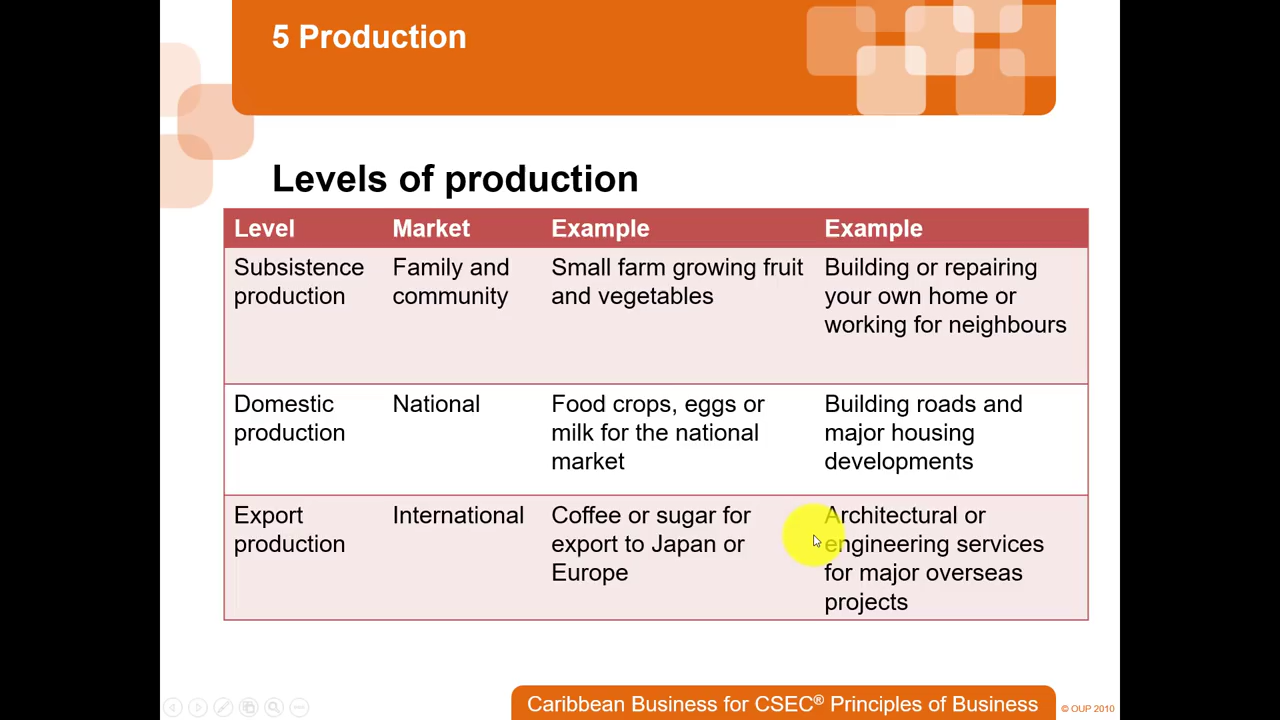 5 Production
Levels of production
Level Market Example Example
Subsistence Family and Small farm growing fruit Building or repairing
production community and vegetables your own home or
working for neighbours
Domestic National Food crops, eggs or Building roads and
production milk for the national major housing
market developments
Export International Coffee or sugar for Architectural or
production export to Japan or engineering services
Europe for major overseas
projects
Caribbean Business for CSEC® Principles of Business © OUP 2010